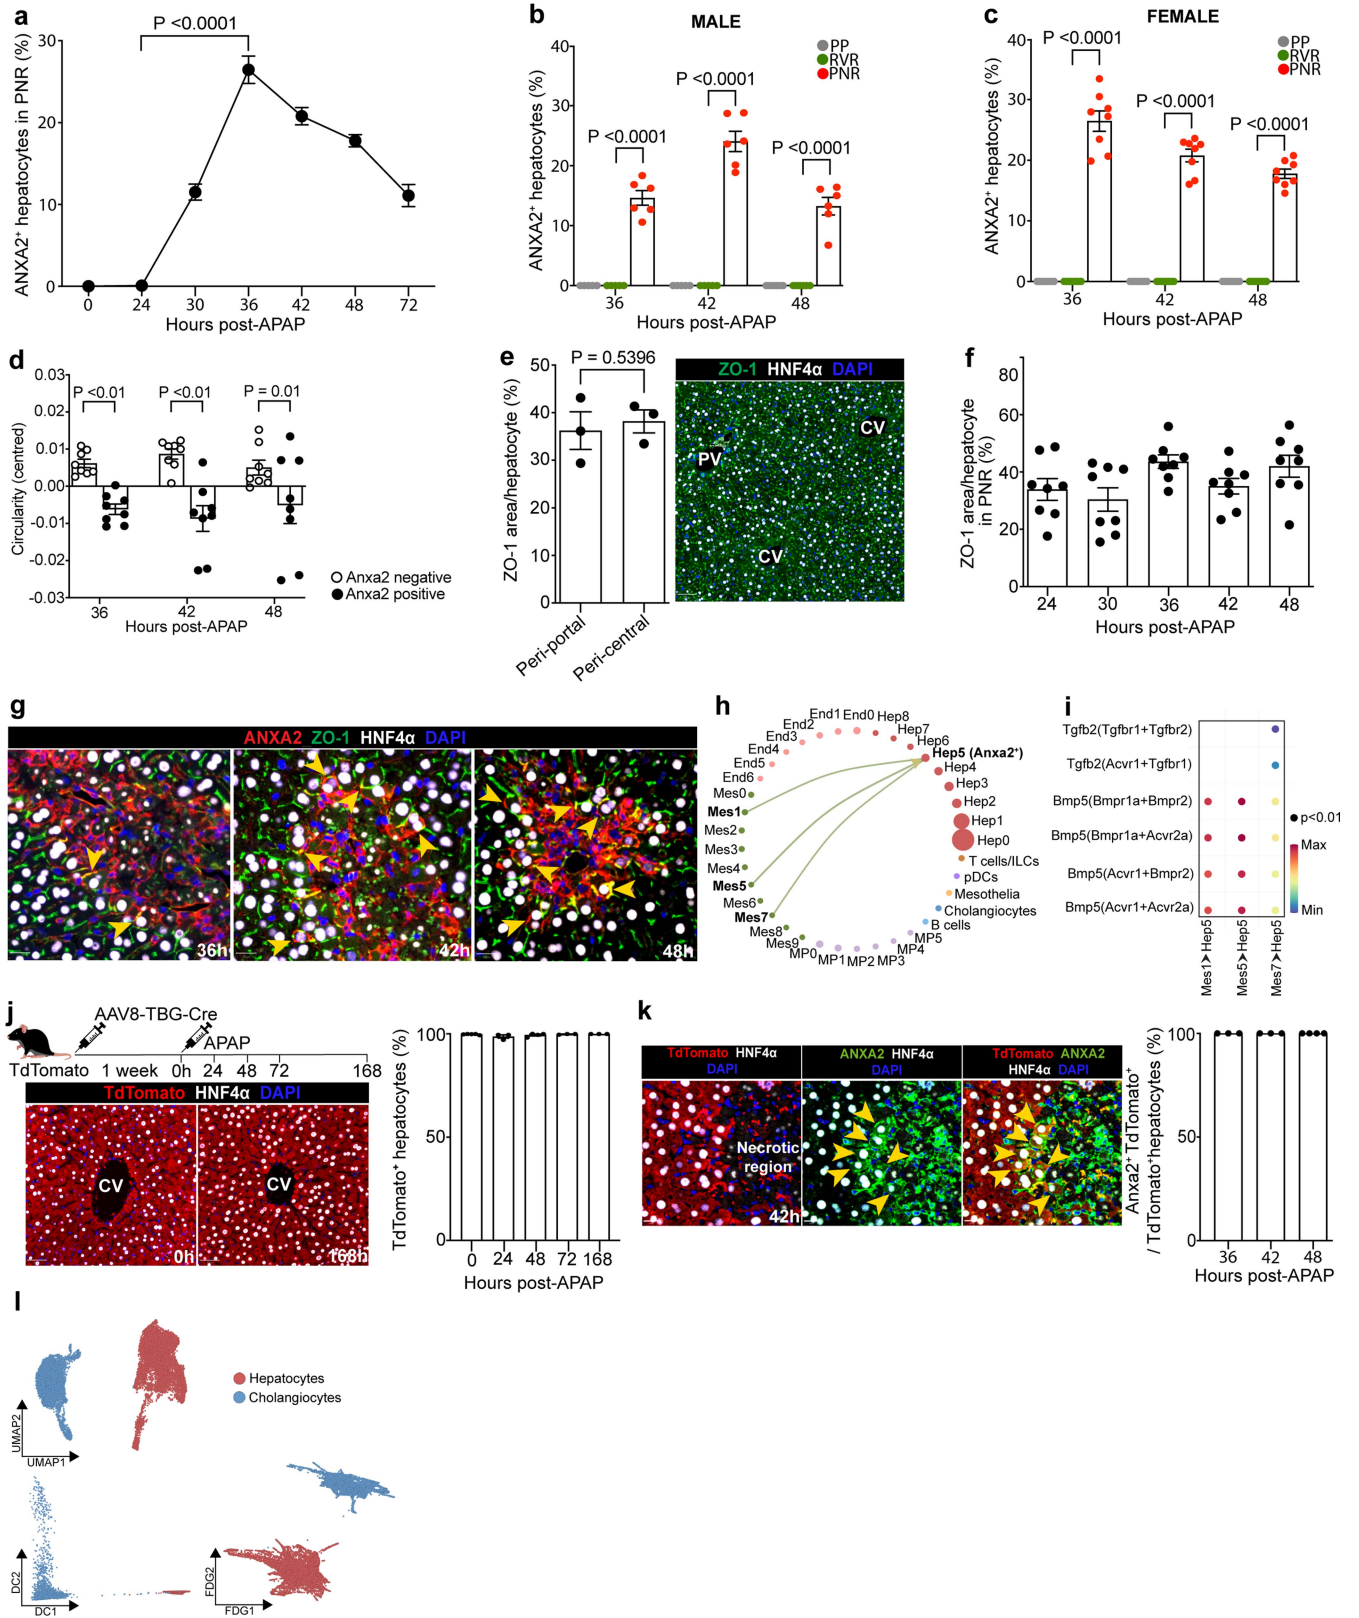 a
P <0.0001
ANXA2⁺ hepatocytes in PNR (%)
30
20
10
0
0 24 30 36 42 48 72
Hours post-APAP
b
MALE
PP
RVR
PNR
ANXA2⁺ hepatocytes (%)
40
30
20
10
0
P <0.0001
P <0.0001
P <0.0001
36 42 48
Hours post-APAP
c
FEMALE
PP
RVR
PNR
ANXA2⁺ hepatocytes (%)
40
30
20
10
0
P <0.0001
P <0.0001
P <0.0001
36 42 48
Hours post-APAP
d
Circularity (centred)
0.03
0.02
0.01
0.00
-0.01
-0.02
-0.03
P <0.01
P <0.01
P = 0.01
36 42 48
Hours post-APAP
Anxa2 negative
Anxa2 positive
e
P = 0.5396
ZO-1 area/hepatocyte (%)
50
40
30
20
10
0
Peri-portal
Peri-central
ZO-1 HNF4α DAPI
CV
PV
CV
f
ZO-1 area/hepatocyte
in PNR (%)
80
60
40
20
0
24 30 36 42 48
Hours post-APAP
g
ANXA2 ZO-1 HNF4α DAPI
36h
42h
48h
h
End0
End1
End2
End3
End4
End5
End6
Mes0
Mes1
Mes2
Mes3
Mes4
Mes5
Mes6
Mes7
Mes8
Mes9
MP0
MP1
MP2
MP3
MP4
MP5
B cells
Cholangiocytes
Mesothelia
pDCs
T cells/ILCs
Hep0
Hep1
Hep2
Hep3
Hep4
Hep5 (Anxa2⁺)
Hep6
Hep7
Hep8
i
Tgfb2(Tgfbr1+Tgfbr2)
Tgfb2(Acvr1+Tgfbr1)
Bmp5(Bmpr1a+Bmpr2)
Bmp5(Bmpr1a+Acvr2a)
Bmp5(Acvr1+Bmpr2)
Bmp5(Acvr1+Acvr2a)
Mes1➤Hep5
Mes5➤Hep5
Mes7➤Hep5
p<0.01
Max
Min
j
AAV8-TBG-Cre
APAP
TdTomato 1 week 0h 24 48 72 168
TdTomato HNF4α DAPI
CV
0h
CV
168h
TdTomato⁺ hepatocytes (%)
100
50
0
0 24 48 72 168
Hours post-APAP
k
TdTomato HNF4α
DAPI
ANXA2 HNF4α
DAPI
TdTomato ANXA2
HNF4α DAPI
Necrotic
region
42h
Anxa2⁺ TdTomato⁺
/ TdTomato⁺hepatocytes (%)
100
50
0
36 42 48
Hours post-APAP
l
Hepatocytes
Cholangiocytes
UMAP2
UMAP1
DC2
DC1
FDG2
FDG1